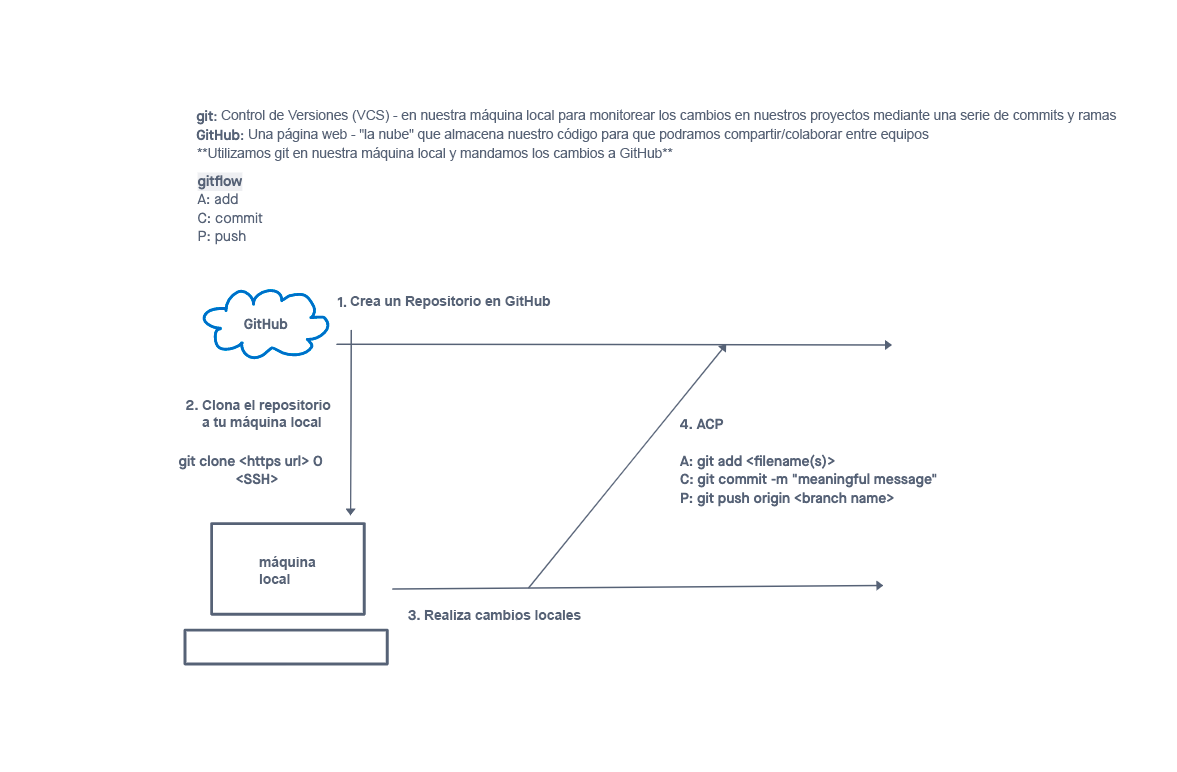 git: Control de Versiones (VCS) - en nuestra máquina local para monitorear los cambios en nuestros proyectos mediante una serie de commits y ramas
GitHub: Una página web - "la nube" que almacena nuestro código para que podramos compartir/colaborar entre equipos
**Utilizamos git en nuestra máquina local y mandamos los cambios a GitHub**
gitflow
A: add
C: commit
P: push
GitHub
1. Crea un Repositorio en GitHub
2. Clona el repositorio
a tu máquina local
git clone <https url> O
<SSH>
4. ACP
A: git add <filename(s)>
C: git commit -m "meaningful message"
P: git push origin <branch name>
máquina
local
3. Realiza cambios locales